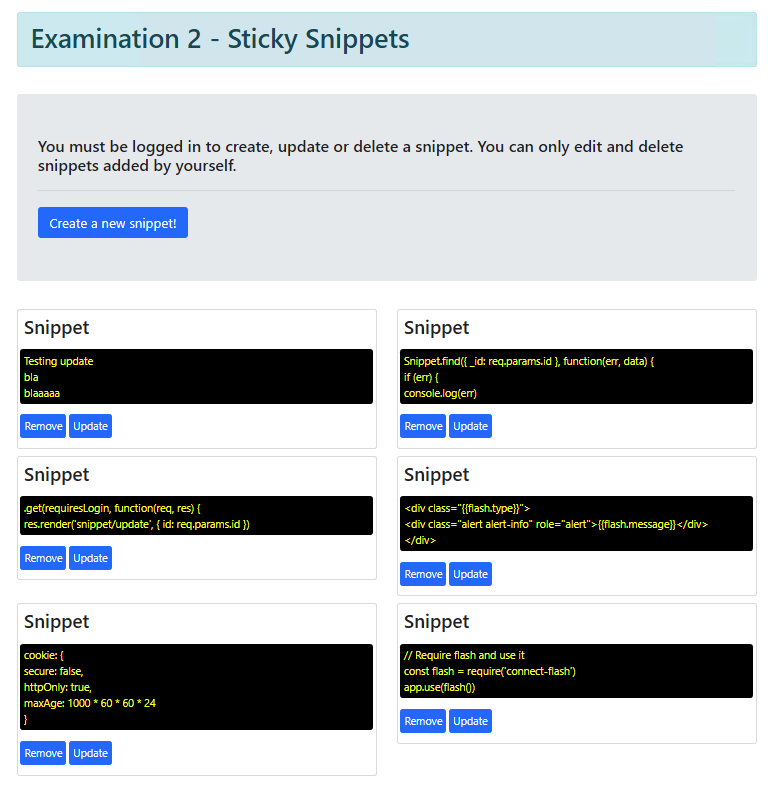 Examination 2 - Sticky Snippets
You must be logged in to create, update or delete a snippet. You can only edit and delete
snippets added by yourself.
Create a new snippet!
Snippet
Testing update
bla
blaaaaa
Remove Update
Snippet
Snippet.find({ _id: req.params.id }, function(err, data) {
if (err) {
console.log(err)
Remove Update
Snippet
.get(requiresLogin, function(req, res) {
res.render('snippet/update', { id: req.params.id })
Remove Update
Snippet
<div class="{{flash.type}}">
<div class="alert alert-info" role="alert">{{flash.message}}</div>
</div>
Remove Update
Snippet
cookie: {
secure: false,
httpOnly: true,
maxAge: 1000 * 60 * 60 * 24
}
Remove Update
Snippet
// Require flash and use it
const flash = require('connect-flash')
app.use(flash())
Remove Update